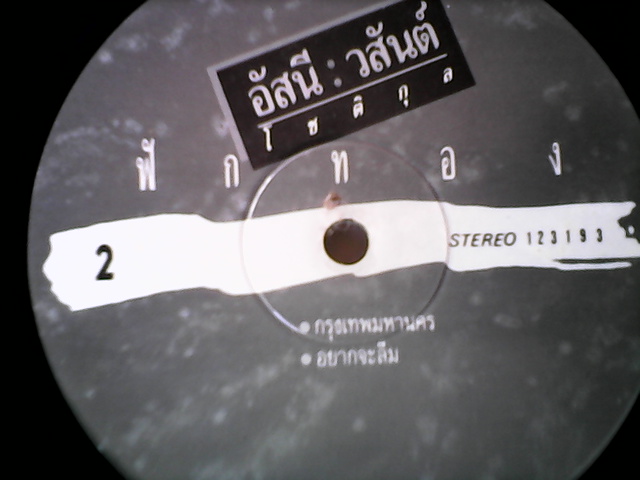 อัสนี : วสันต์
โชติกุล
ฟักทอง
2
STEREO 123193
• กรุงเทพมหานคร
• อยากจะลืม